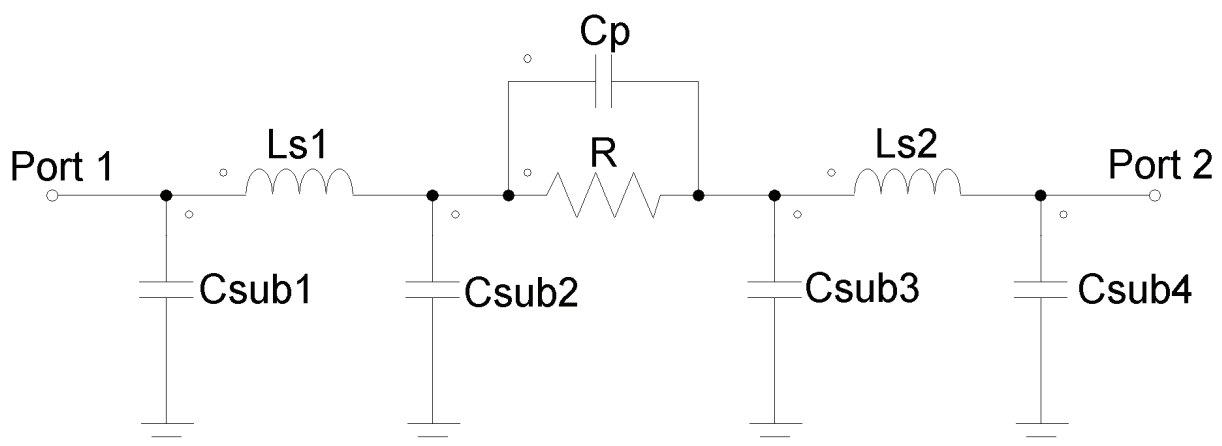 Cp
Port 1
Ls1
R
Ls2
Port 2
Csub1
Csub2
Csub3
Csub4